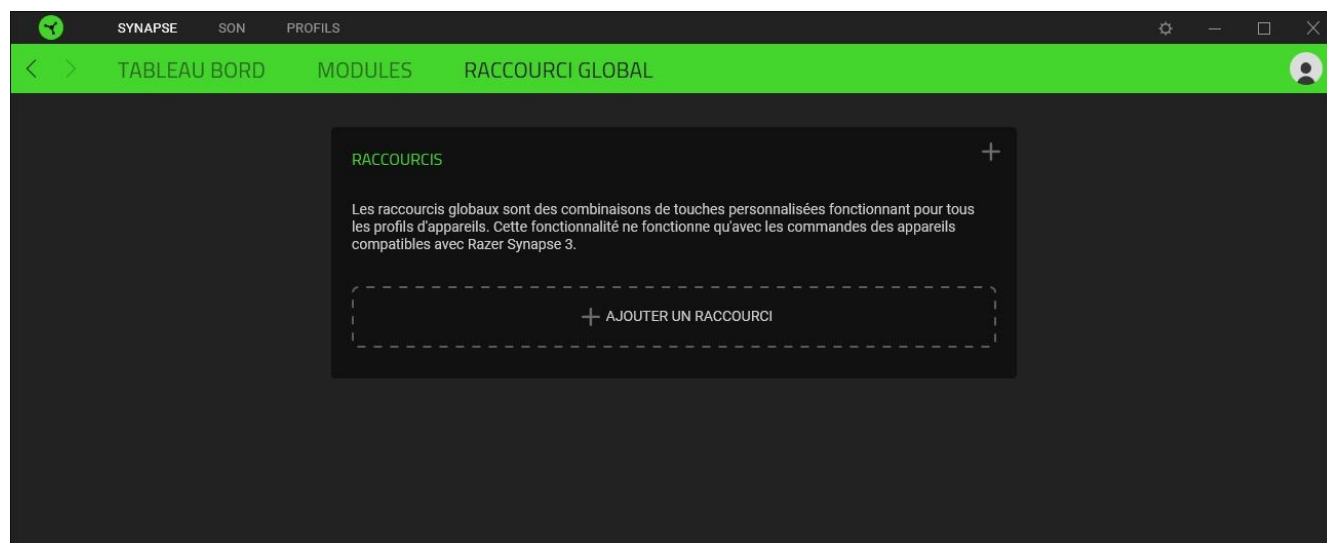 SYNAPSE SON PROFILS
TABLEAU BORD MODULES RACCOURCI GLOBAL
RACCOURCIS
Les raccourcis globaux sont des combinaisons de touches personnalisées fonctionnant pour tous
les profils d'appareils. Cette fonctionnalité ne fonctionne qu'avec les commandes des appareils
compatibles avec Razer Synapse 3.
AJOUTER UN RACCOURCI